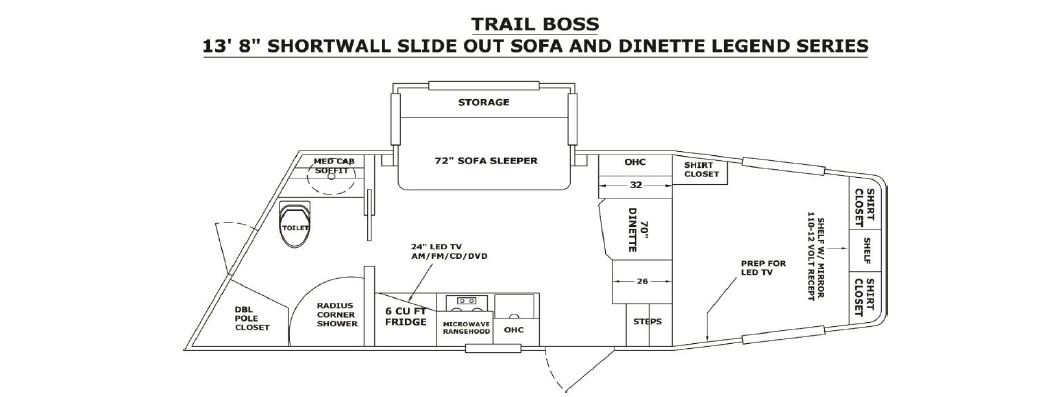 TRAIL BOSS
13' 8" SHORTWALL SLIDE OUT SOFA AND DINETTE LEGEND SERIES
STORAGE
72" SOFA SLEEPER
MED CAB
SOFFIT
TOILET
OHC
32
SHIRT
CLOSET
70"
DINETTE
26
STEPS
24" LED TV
AM/FM/CD/DVD
DBL
POLE
CLOSET
RADIUS
CORNER
SHOWER
6 CU FT
FRIDGE
MICROWAVE
RANGEHOOD
OHC
PREP FOR
LED TV
SHELF W/ MIRROR
110-12 VOLT RECEPT
SHIRT
CLOSET
SHELF
SHIRT
CLOSET